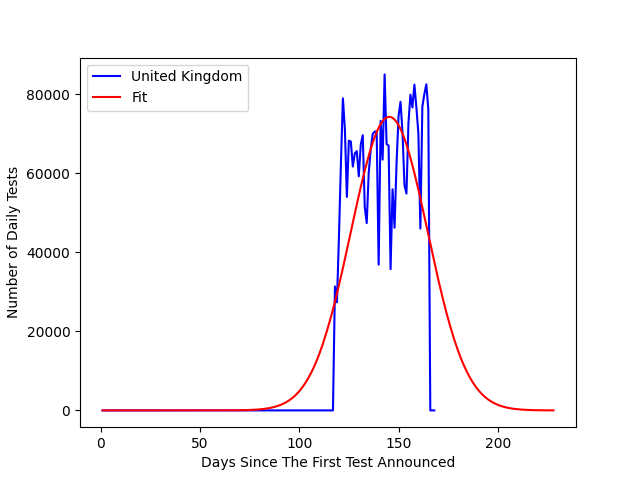 United Kingdom
Fit
80000
60000
40000
20000
0
Number of Daily Tests
0 50 100 150 200
Days Since The First Test Announced